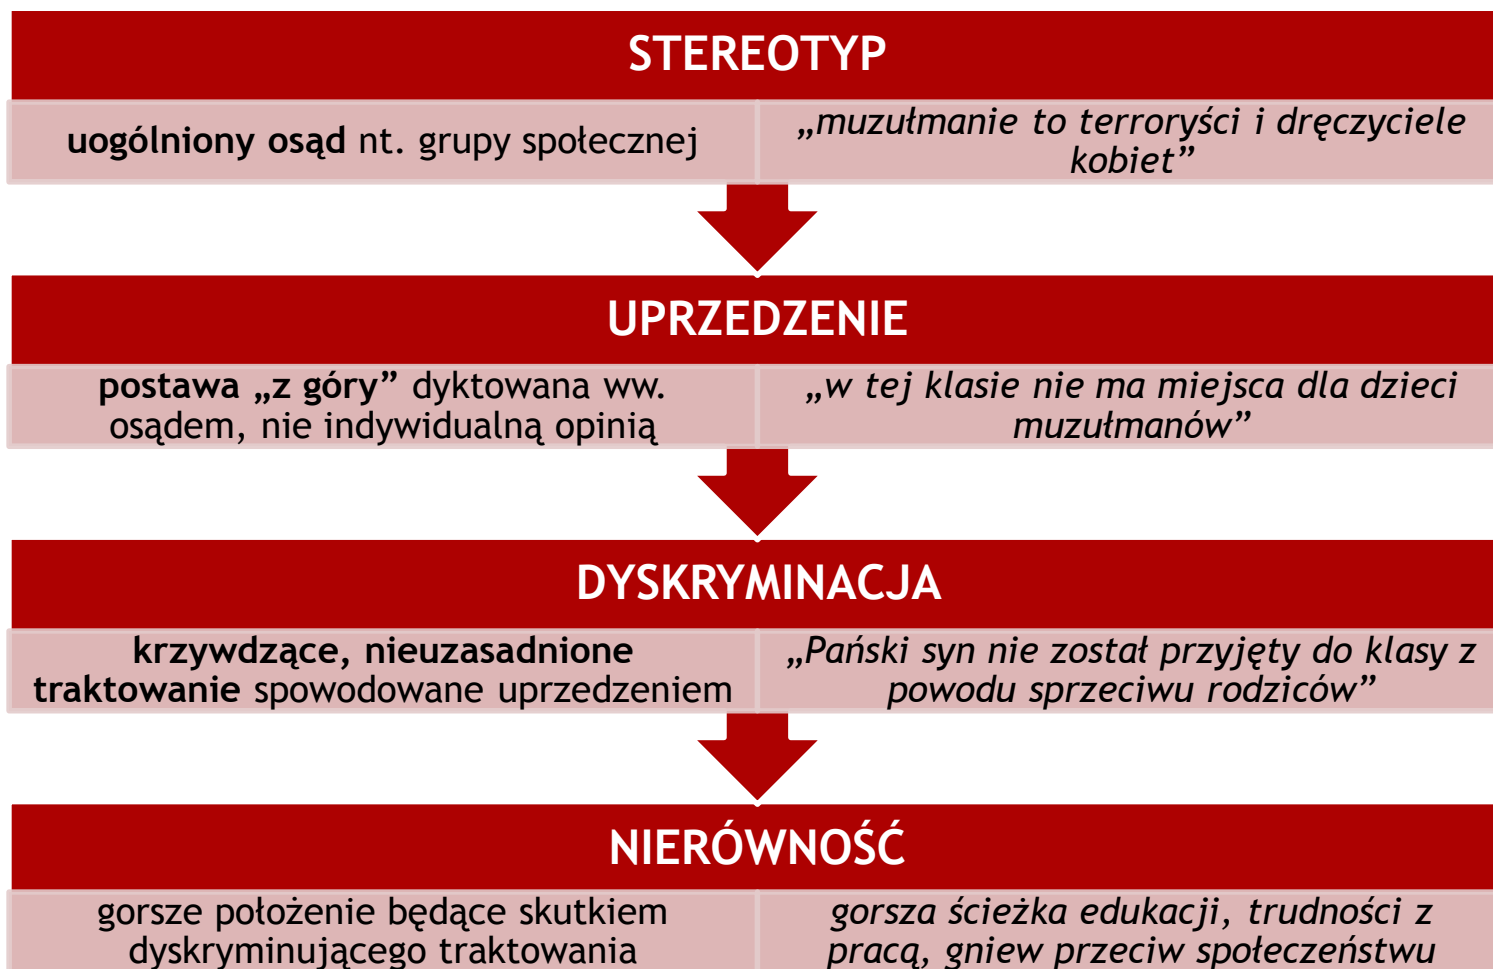 STEREOTYP
uogólniony osąd nt. grupy społecznej
„muzułmanie to terroryści i dręczyciele
kobiet”
UPRZEDZENIE
postawa „z góry” dyktowana ww.
osądem, nie indywidualną opinią
„w tej klasie nie ma miejsca dla dzieci
muzułmanów”
DYSKRYMINACJA
krzywdzące, nieuzasadnione
traktowanie spowodowane uprzedzeniem
„Pański syn nie został przyjęty do klasy z
powodu sprzeciwu rodziców”
NIERÓWNOŚĆ
gorsze położenie będące skutkiem
dyskryminującego traktowania
gorsza ścieżka edukacji, trudności z
pracą, gniew przeciw społeczeństwu